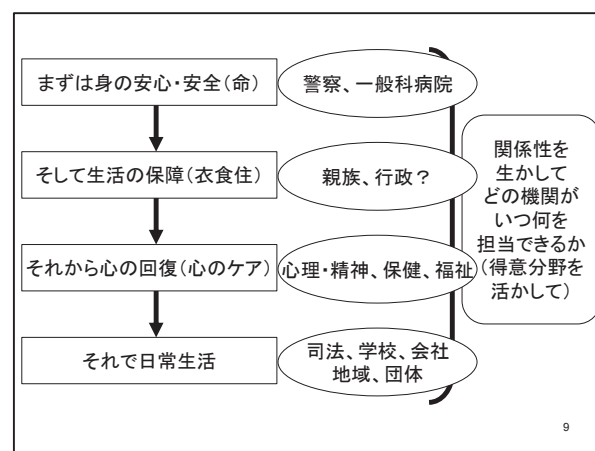 まずは身の安心・安全(命)
警察、一般科病院
そして生活の保障(衣食住)
親族、行政?
それから心の回復(心のケア)
心理・精神、保健、福祉
それで日常生活
司法、学校、会社
地域、団体
関係性を
生かして
どの機関が
いつ何を
担当できるか
(得意分野を
活かして)
9